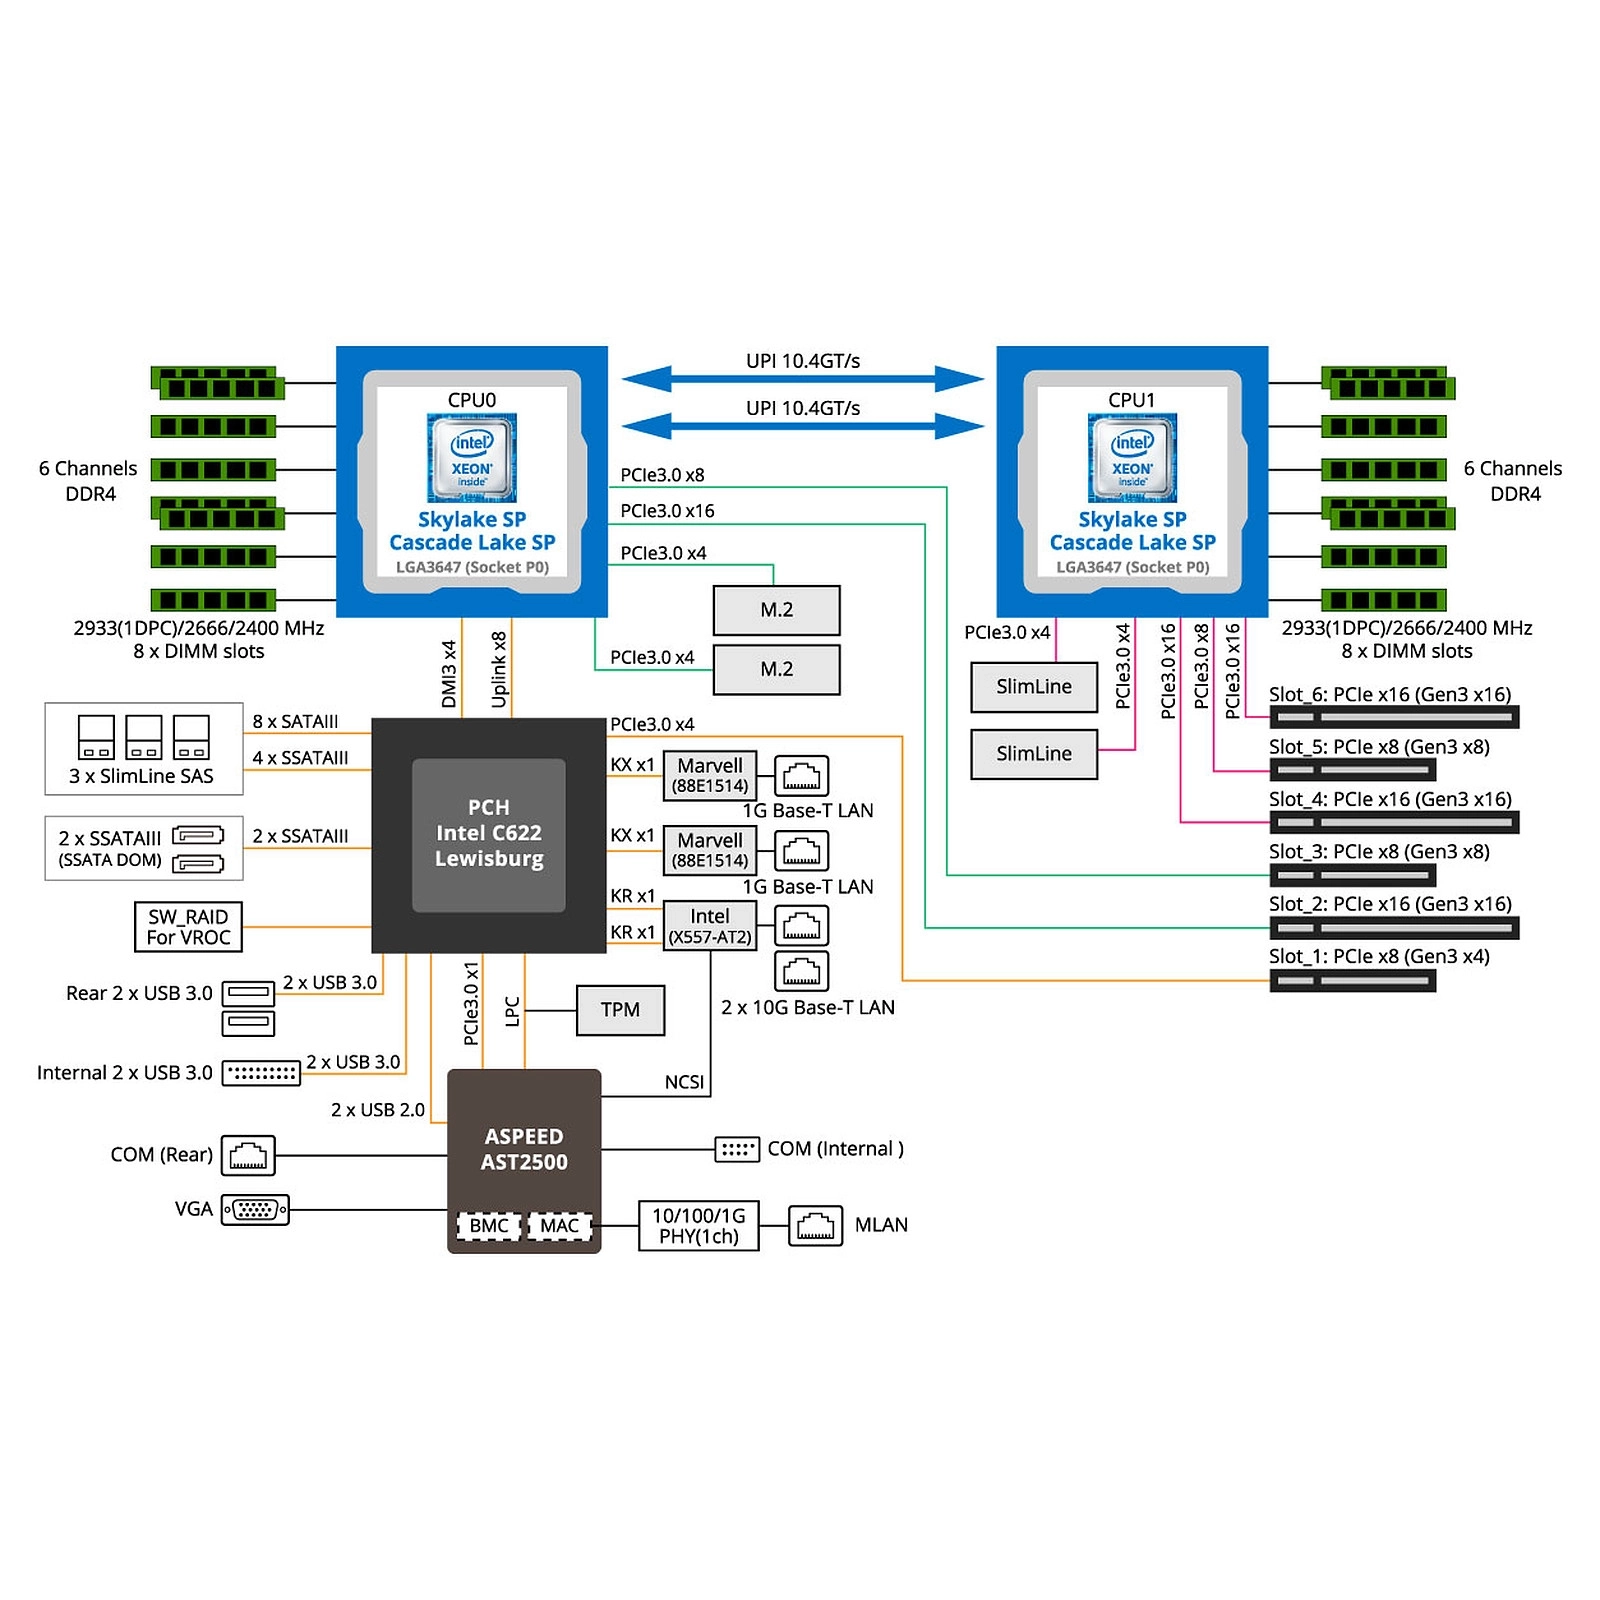 UPI 10.4GT/s
UPI 10.4GT/s
CPU0
intel
XEON
inside
Skylake SP
Cascade Lake SP
LGA3647 (Socket P0)
CPU1
intel
XEON
inside
Skylake SP
Cascade Lake SP
LGA3647 (Socket P0)
6 Channels
DDR4
2933(1DPC)/2666/2400 MHz
8 x DIMM slots
6 Channels
DDR4
2933(1DPC)/2666/2400 MHz
8 x DIMM slots
PCIe3.0 x8
PCIe3.0 x16
PCIe3.0 x4
M.2
PCIe3.0 x4
M.2
DMI3 x4
Uplink x8
PCIe3.0 x4
SlimLine
PCIe3.0 x4
SlimLine
PCIe3.0 x16
PCIe3.0 x8
PCIe3.0 x16
Slot_6: PCIe x16 (Gen3 x16)
Slot_5: PCIe x8 (Gen3 x8)
Slot_4: PCIe x16 (Gen3 x16)
Slot_3: PCIe x8 (Gen3 x8)
Slot_2: PCIe x16 (Gen3 x16)
Slot_1: PCIe x8 (Gen3 x4)
3 x SlimLine SAS
8 x SATAIII
4 x SSATAIII
2 x SSATAIII
(SSATA DOM)
2 x SSATAIII
SW_RAID
For VROC
PCH
Intel C622
Lewisburg
PCIe3.0 x4
KX x1
Marvell
(88E1514)
1G Base-T LAN
KX x1
Marvell
(88E1514)
1G Base-T LAN
KR x1
KR x1
Intel
(X557-AT2)
2 x 10G Base-T LAN
Rear 2 x USB 3.0
2 x USB 3.0
Internal 2 x USB 3.0
2 x USB 3.0
2 x USB 2.0
PCIe3.0 x1
LPC
TPM
NCSI
COM (Rear)
VGA
ASPEED
AST2500
BMC
MAC
COM (Internal )
10/100/1G
PHY(1ch)
MLAN